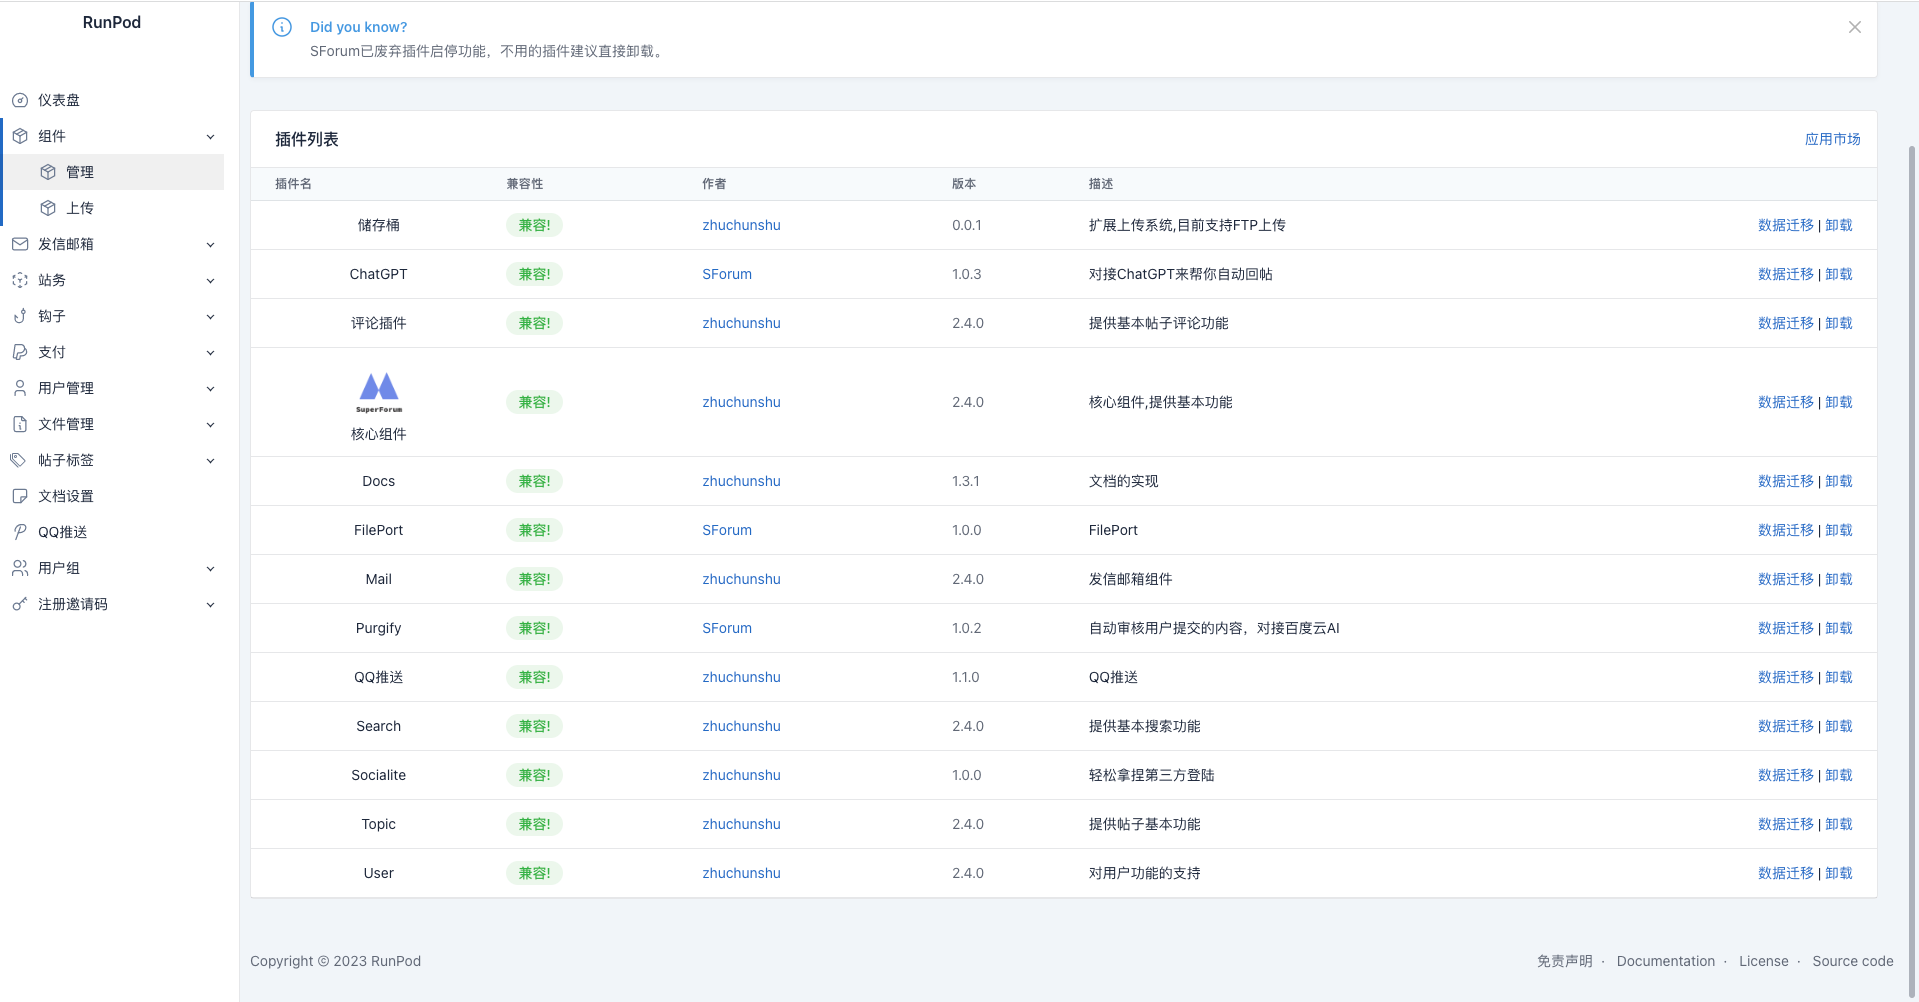 RunPod
仪表盘
组件
管理
上传
发信邮箱
站务
钩子
支付
用户管理
文件管理
帖子标签
文档设置
QQ推送
用户组
注册邀请码
Did you know?
SForum已废弃插件启停功能，不用的插件建议直接卸载。
插件列表 应用市场
插件名 兼容性 作者 版本 描述
储存桶 兼容! zhuchunshu 0.0.1 扩展上传系统,目前支持FTP上传 数据迁移 | 卸载
ChatGPT 兼容! SForum 1.0.3 对接ChatGPT来帮你自动回帖 数据迁移 | 卸载
评论插件 兼容! zhuchunshu 2.4.0 提供基本帖子评论功能 数据迁移 | 卸载
SuperForum
核心组件 兼容! zhuchunshu 2.4.0 核心组件,提供基本功能 数据迁移 | 卸载
Docs 兼容! zhuchunshu 1.3.1 文档的实现 数据迁移 | 卸载
FilePort 兼容! SForum 1.0.0 FilePort 数据迁移 | 卸载
Mail 兼容! zhuchunshu 2.4.0 发信邮箱组件 数据迁移 | 卸载
Purgify 兼容! SForum 1.0.2 自动审核用户提交的内容，对接百度云AI 数据迁移 | 卸载
QQ推送 兼容! zhuchunshu 1.1.0 QQ推送 数据迁移 | 卸载
Search 兼容! zhuchunshu 2.4.0 提供基本搜索功能 数据迁移 | 卸载
Socialite 兼容! zhuchunshu 1.0.0 轻松拿捏第三方登陆 数据迁移 | 卸载
Topic 兼容! zhuchunshu 2.4.0 提供帖子基本功能 数据迁移 | 卸载
User 兼容! zhuchunshu 2.4.0 对用户功能的支持 数据迁移 | 卸载
Copyright © 2023 RunPod 免责声明 · Documentation · License · Source code